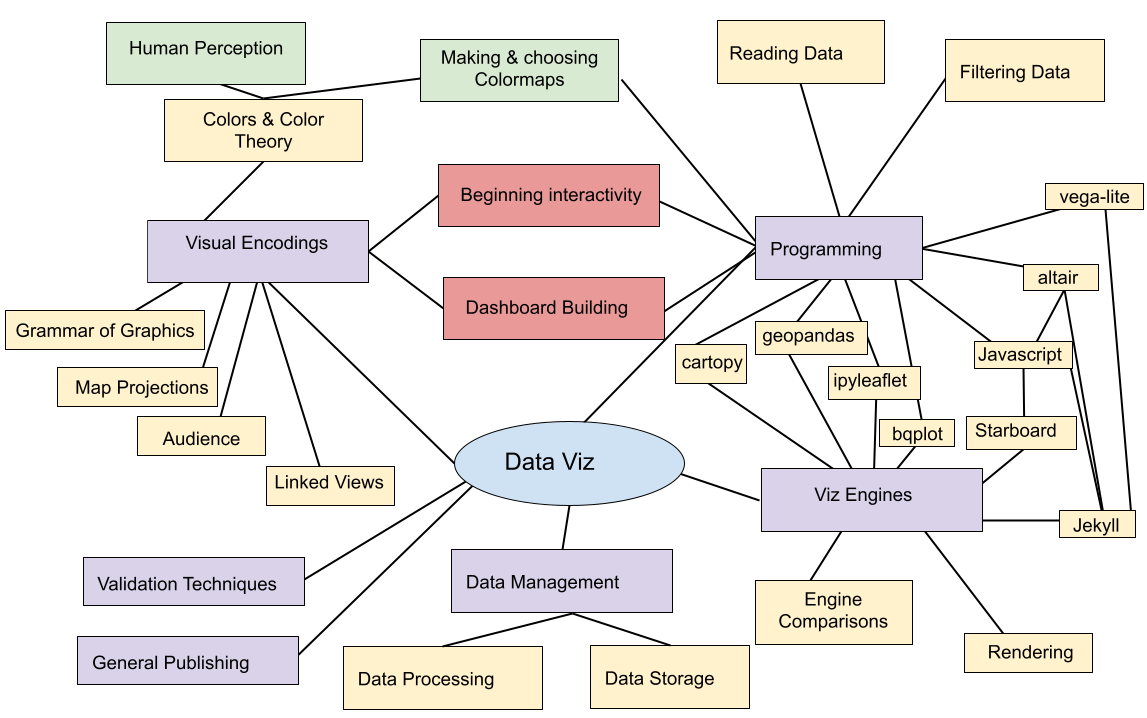 Human Perception
Making & choosing
Colormaps
Reading Data
Filtering Data
Colors & Color
Theory
Beginning interactivity
vega-lite
Visual Encodings
Programming
altair
Dashboard Building
Grammar of Graphics
geopandas
Javascript
cartopy
ipyleaflet
Map Projections
Audience
bqplot
Starboard
Data Viz
Linked Views
Viz Engines
Jekyll
Validation Techniques
Data Management
Engine
Comparisons
General Publishing
Rendering
Data Processing
Data Storage